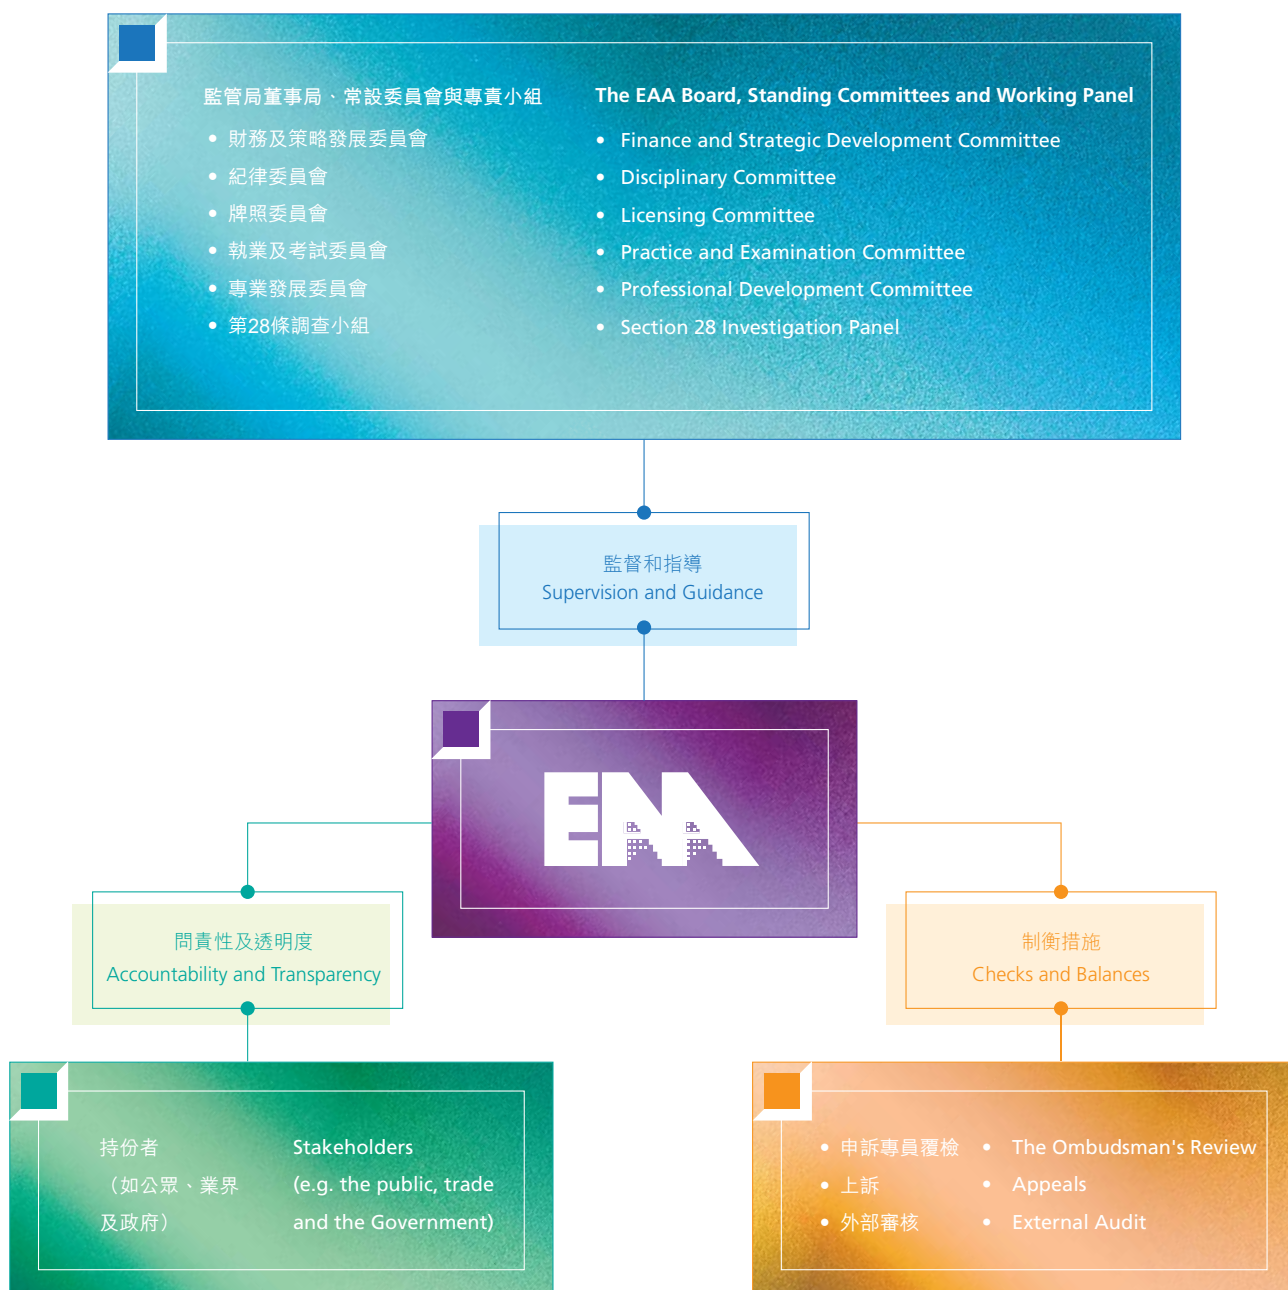 監管局董事局、常設委員會與專責小組
• 財務及策略發展委員會
• 紀律委員會
• 牌照委員會
• 執業及考試委員會
• 專業發展委員會
• 第28條調查小組
The EAA Board, Standing Committees and Working Panel
• Finance and Strategic Development Committee
• Disciplinary Committee
• Licensing Committee
• Practice and Examination Committee
• Professional Development Committee
• Section 28 Investigation Panel
監督和指導
Supervision and Guidance
EAA
問責性及透明度
Accountability and Transparency
制衡措施
Checks and Balances
持份者
（如公眾、業界
及政府）
Stakeholders
(e.g. the public, trade
and the Government)
• 申訴專員覆檢
• 上訴
• 外部審核
• The Ombudsman's Review
• Appeals
• External Audit